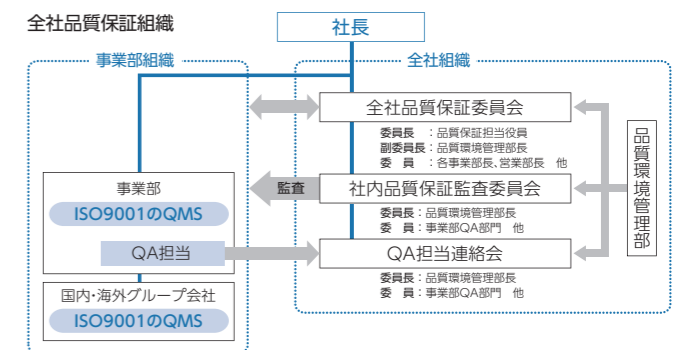 全社品質保証組織
社長
事業部組織
全社組織
全社品質保証委員会
委員長　：品質保証担当役員
副委員長：品質環境管理部長
委　員　：各事業部長、営業部長　他
監査
社内品質保証監査委員会
委員長：品質環境管理部長
委　員：事業部QA部門　他
QA担当連絡会
委員長：品質環境管理部長
委　員：事業部QA部門　他
品質環境管理部
事業部
ISO9001のQMS
QA担当
国内・海外グループ会社
ISO9001のQMS